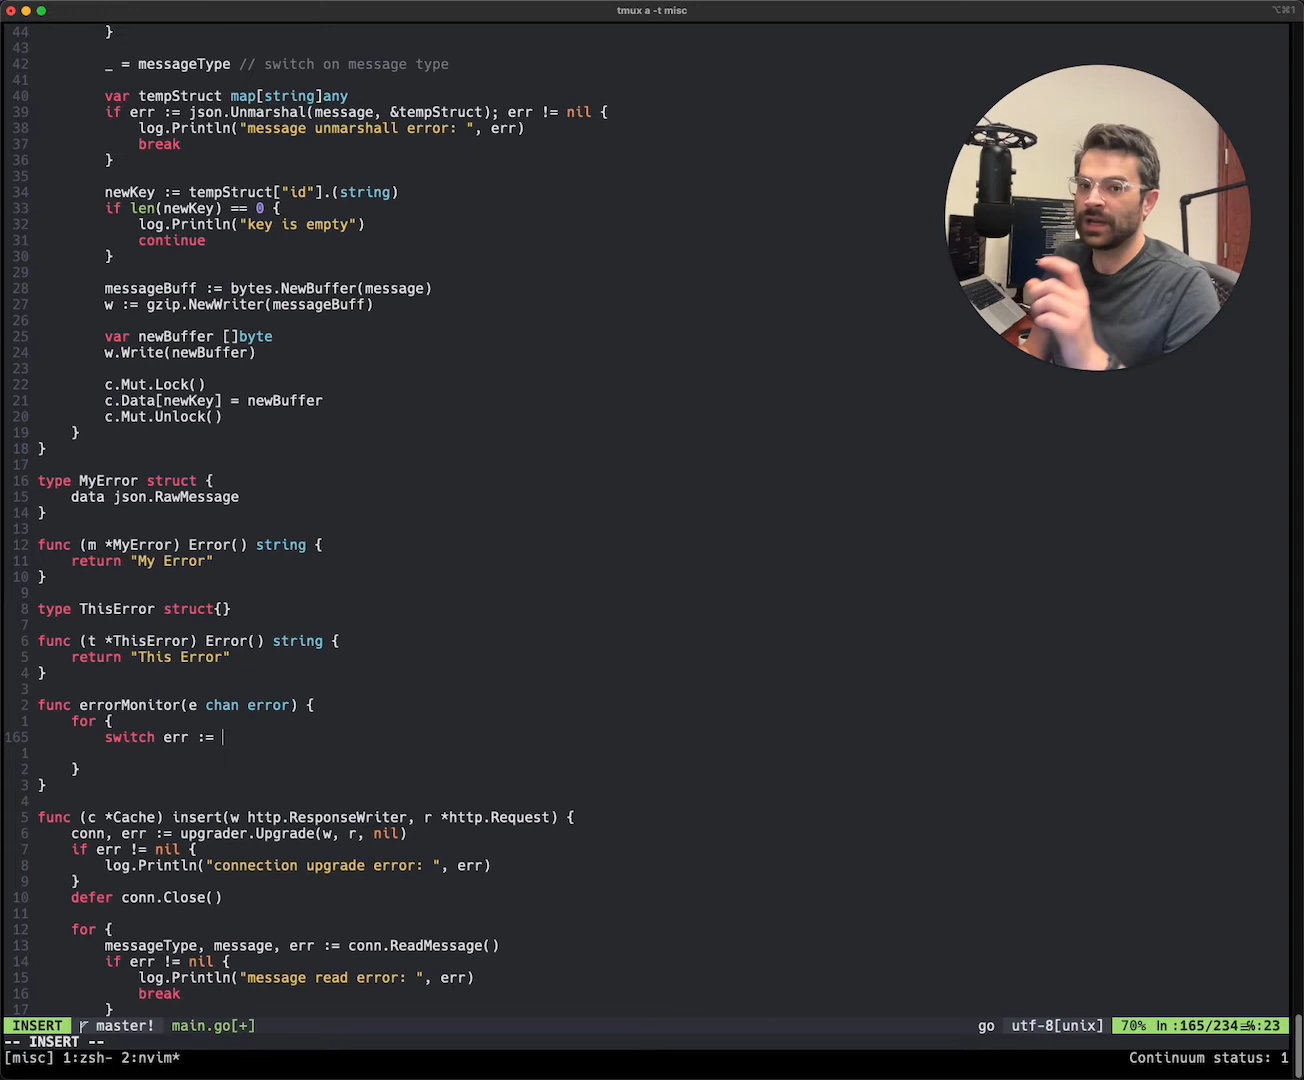 tmux a -t misc
⌥⌘1
44 }
43
42 _ = messageType // switch on message type
41
40 var tempStruct map[string]any
39 if err := json.Unmarshal(message, &tempStruct); err != nil {
38 log.Println("message unmarshall error: ", err)
37 break
36 }
35
34 newKey := tempStruct["id"].(string)
33 if len(newKey) == 0 {
32 log.Println("key is empty")
31 continue
30 }
29
28 messageBuff := bytes.NewBuffer(message)
27 w := gzip.NewWriter(messageBuff)
26
25 var newBuffer []byte
24 w.Write(newBuffer)
23
22 c.Mut.Lock()
21 c.Data[newKey] = newBuffer
20 c.Mut.Unlock()
19 }
18 }
17
16 type MyError struct {
15 data json.RawMessage
14 }
13
12 func (m *MyError) Error() string {
11 return "My Error"
10 }
9
8 type ThisError struct{}
7
6 func (t *ThisError) Error() string {
5 return "This Error"
4 }
3
2 func errorMonitor(e chan error) {
1 for {
165 switch err :=
1
2 }
3 }
4
5 func (c *Cache) insert(w http.ResponseWriter, r *http.Request) {
6 conn, err := upgrader.Upgrade(w, r, nil)
7 if err != nil {
8 log.Println("connection upgrade error: ", err)
9 }
10 defer conn.Close()
11
12 for {
13 messageType, message, err := conn.ReadMessage()
14 if err != nil {
15 log.Println("message read error: ", err)
16 break
17 }
INSERT master! main.go[+] go utf-8[unix] 70% ln :165/234 %:23
-- INSERT --
[misc] 1:zsh- 2:nvim* Continuum status: 1